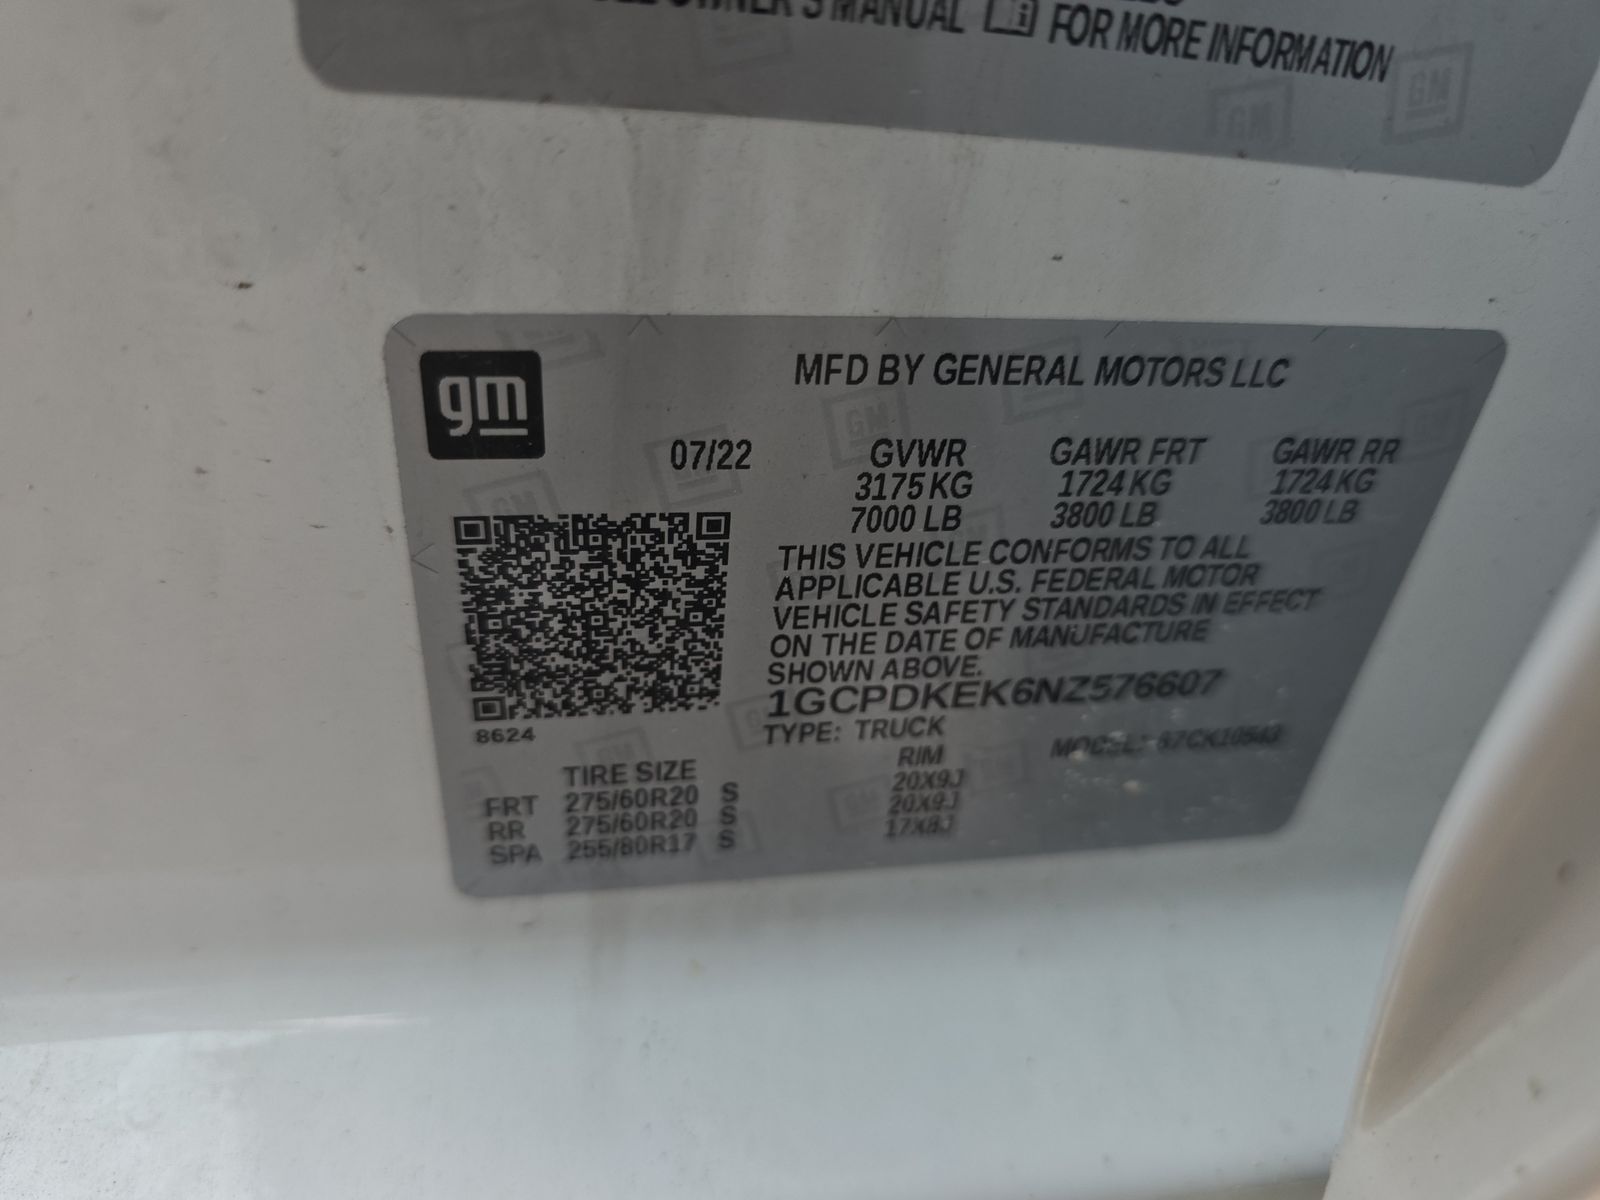 OWNER'S MANUAL FOR MORE INFORMATION
gm
MFD BY GENERAL MOTORS LLC
07/22 GVWR GAWR FRT GAWR RR
3175 KG 1724 KG 1724 KG
7000 LB 3800 LB 3800 LB
THIS VEHICLE CONFORMS TO ALL
APPLICABLE U.S. FEDERAL MOTOR
VEHICLE SAFETY STANDARDS IN EFFECT
ON THE DATE OF MANUFACTURE
SHOWN ABOVE.
1GCPDKEK6NZ576607
8624
TYPE: TRUCK MODEL:
TIRE SIZE RIM
FRT 275/60R20 S 20X9J
RR 275/60R20 S 20X9J
SPA 255/80R17 S 17X8J